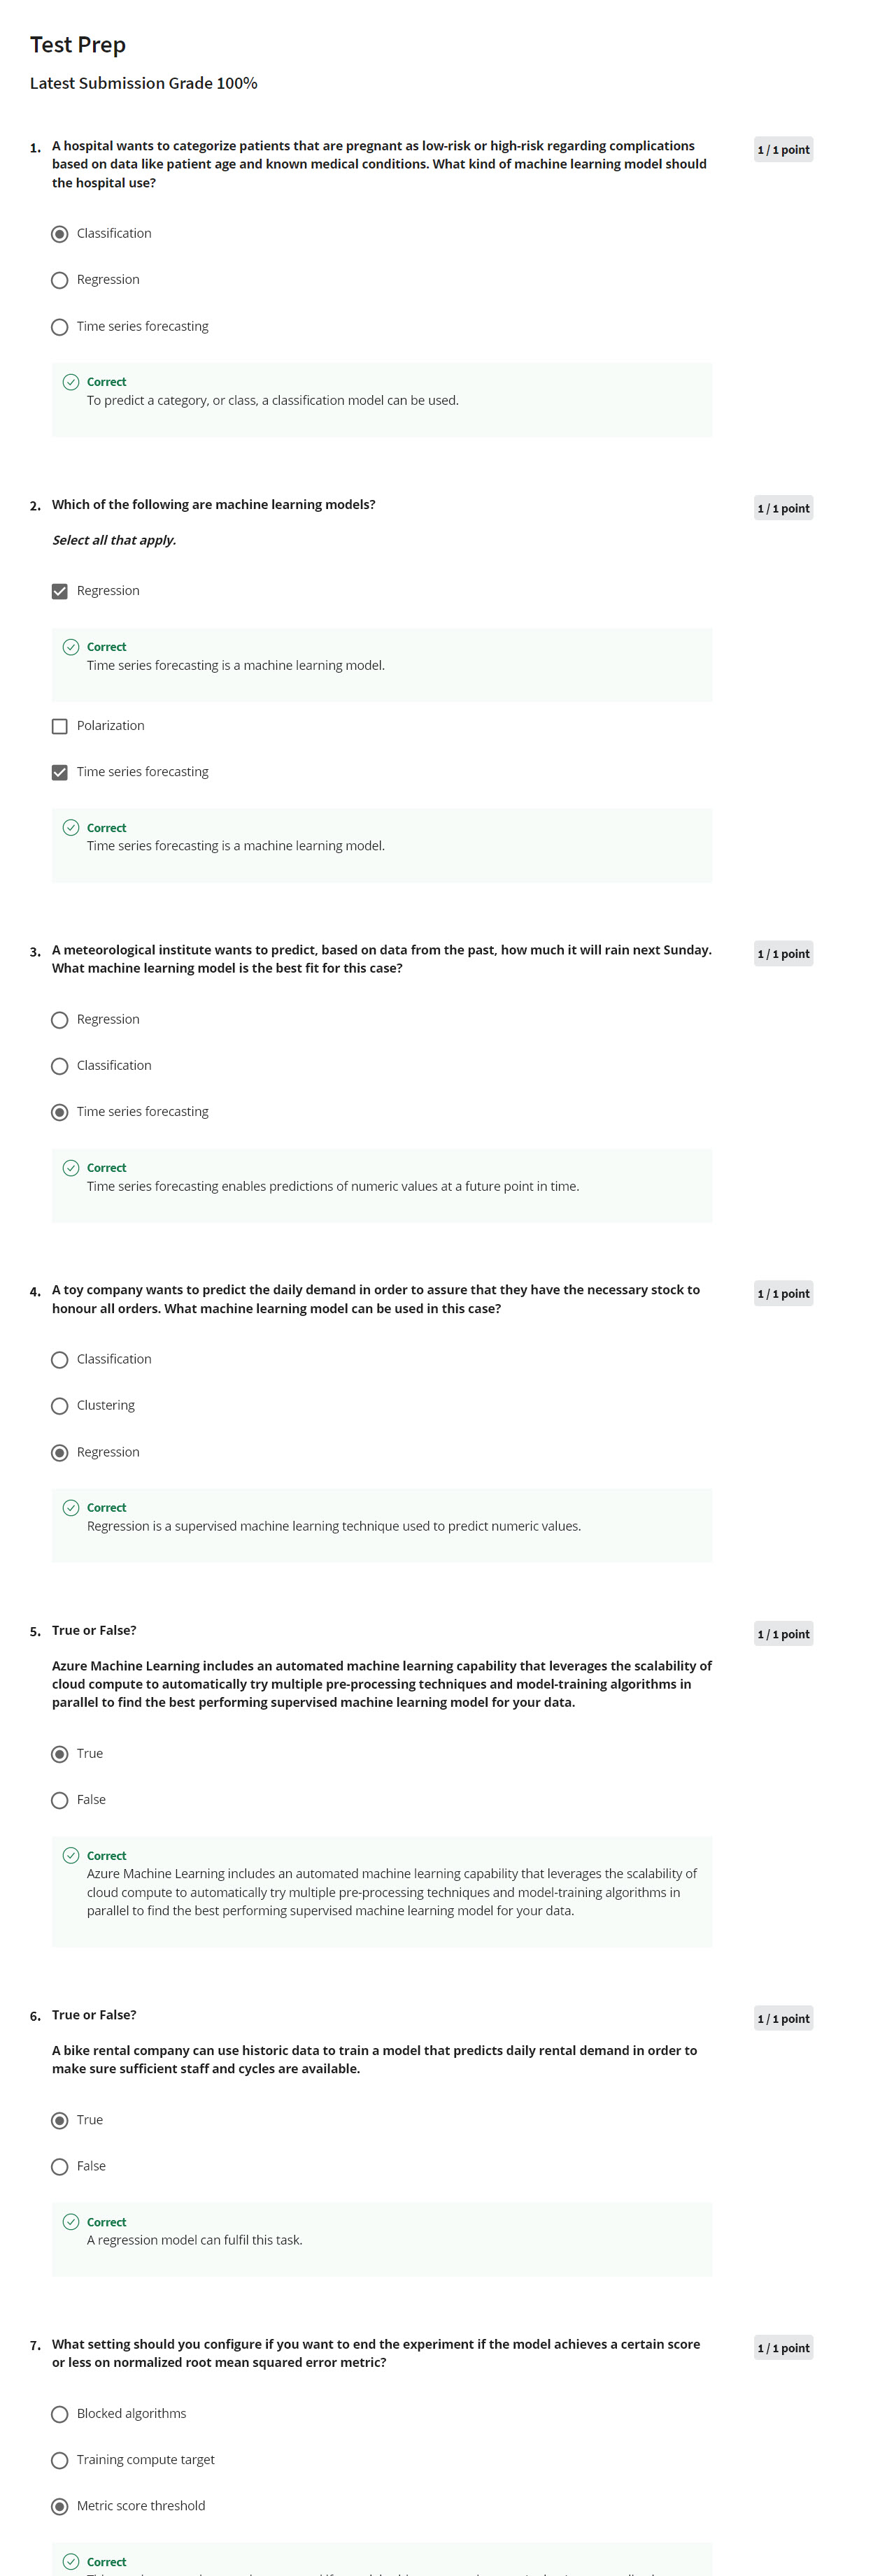 Test Prep
Latest Submission Grade 100%
1. A hospital wants to categorize patients that are pregnant as low-risk or high-risk regarding complications
based on data like patient age and known medical conditions. What kind of machine learning model should
the hospital use?
1 / 1 point
Classification
Regression
Time series forecasting
Correct
To predict a category, or class, a classification model can be used.
2. Which of the following are machine learning models?
1 / 1 point
Select all that apply.
Regression
Correct
Time series forecasting is a machine learning model.
Polarization
Time series forecasting
Correct
Time series forecasting is a machine learning model.
3. A meteorological institute wants to predict, based on data from the past, how much it will rain next Sunday.
What machine learning model is the best fit for this case?
1 / 1 point
Regression
Classification
Time series forecasting
Correct
Time series forecasting enables predictions of numeric values at a future point in time.
4. A toy company wants to predict the daily demand in order to assure that they have the necessary stock to
honour all orders. What machine learning model can be used in this case?
1 / 1 point
Classification
Clustering
Regression
Correct
Regression is a supervised machine learning technique used to predict numeric values.
5. True or False?
1 / 1 point
Azure Machine Learning includes an automated machine learning capability that leverages the scalability of
cloud compute to automatically try multiple pre-processing techniques and model-training algorithms in
parallel to find the best performing supervised machine learning model for your data.
True
False
Correct
Azure Machine Learning includes an automated machine learning capability that leverages the scalability of
cloud compute to automatically try multiple pre-processing techniques and model-training algorithms in
parallel to find the best performing supervised machine learning model for your data.
6. True or False?
1 / 1 point
A bike rental company can use historic data to train a model that predicts daily rental demand in order to
make sure sufficient staff and cycles are available.
True
False
Correct
A regression model can fulfil this task.
7. What setting should you configure if you want to end the experiment if the model achieves a certain score
or less on normalized root mean squared error metric?
1 / 1 point
Blocked algorithms
Training compute target
Metric score threshold
Correct